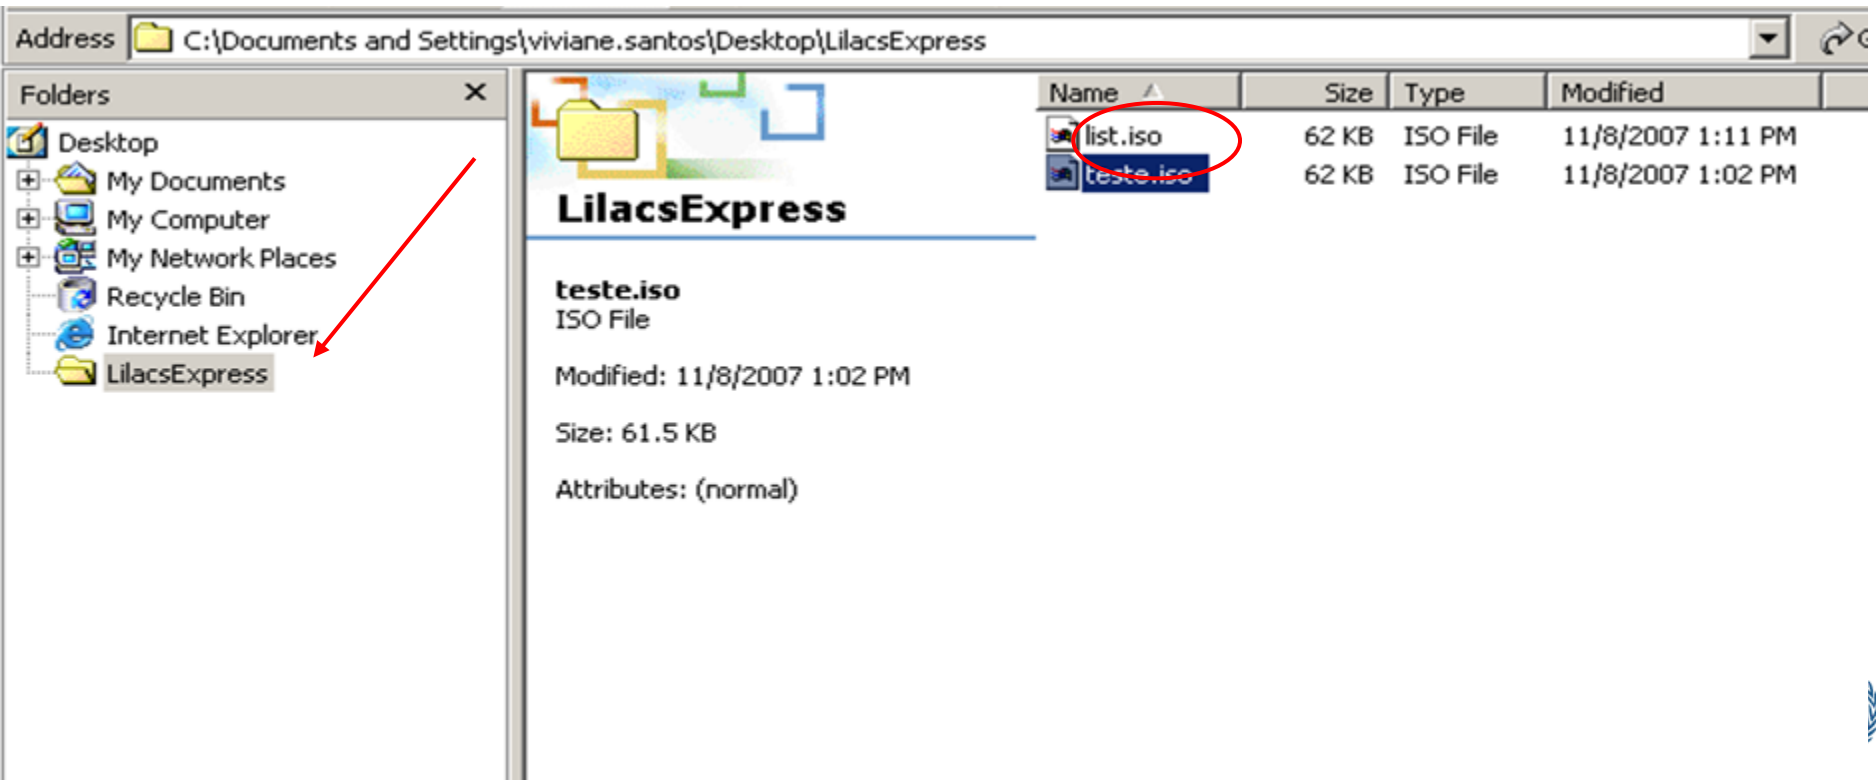 Address C:\Documents and Settings\viviane.santos\Desktop\LilacsExpress
Folders
Desktop
My Documents
My Computer
My Network Places
Recycle Bin
Internet Explorer
LilacsExpress
LilacsExpress
teste.iso
ISO File
Modified: 11/8/2007 1:02 PM
Size: 61.5 KB
Attributes: (normal)
Name Size Type Modified
list.iso 62 KB ISO File 11/8/2007 1:11 PM
teste.iso 62 KB ISO File 11/8/2007 1:02 PM